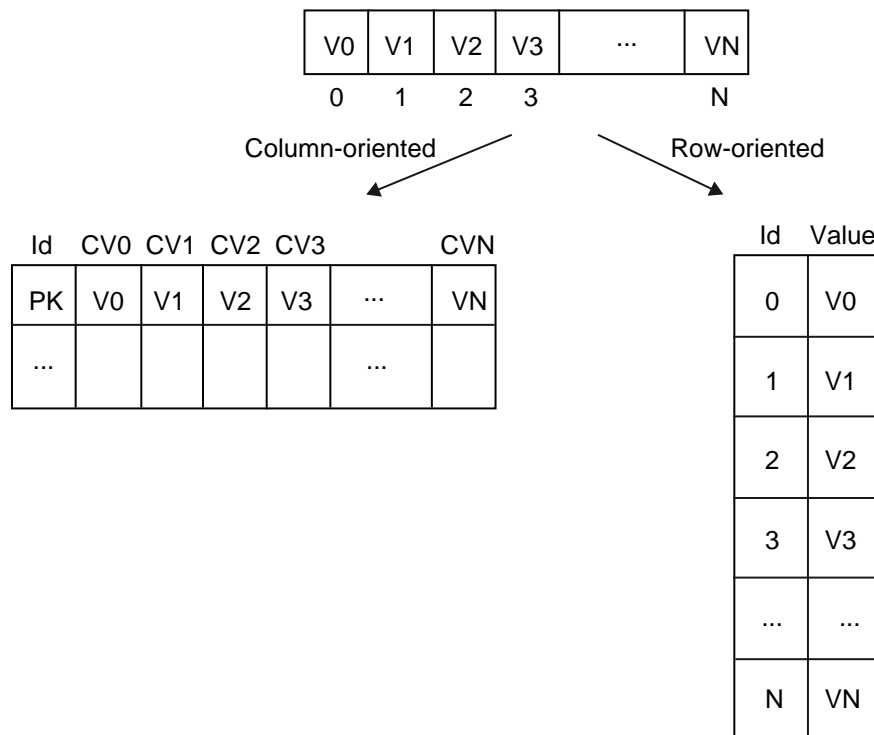 V0 V1 V2 V3 ... VN
0 1 2 3 N
Column-oriented Row-oriented
Id CV0 CV1 CV2 CV3 CVN
PK V0 V1 V2 V3 ... VN
... ...
Id Value
0 V0
1 V1
2 V2
3 V3
... ...
N VN